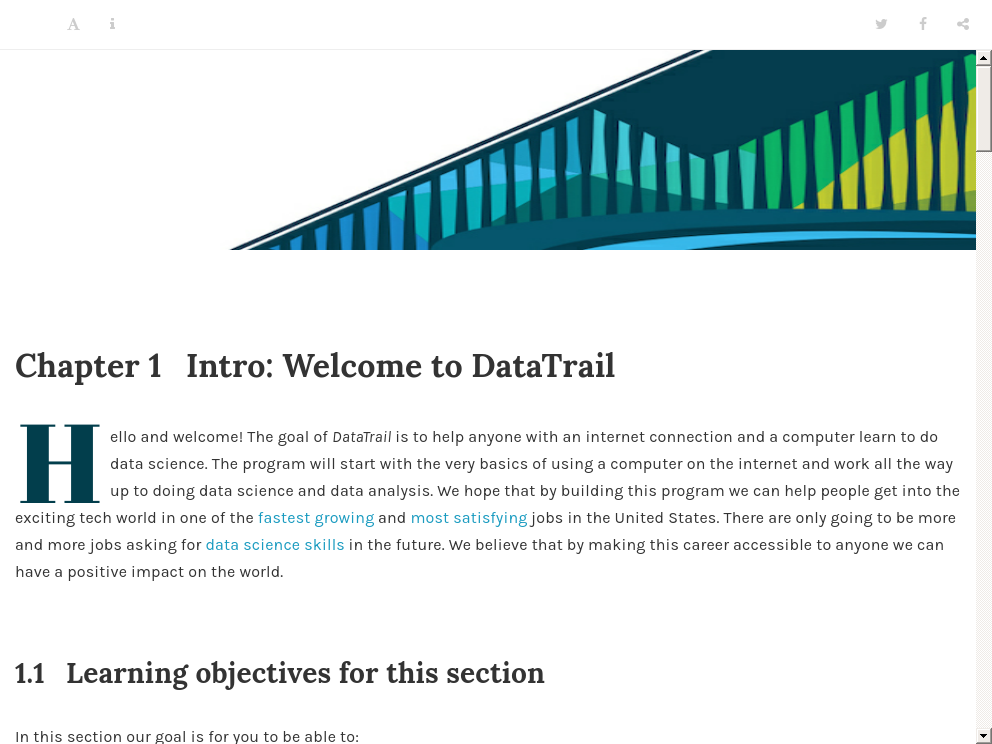 Chapter 1 Intro: Welcome to DataTrail
Hello and welcome! The goal of DataTrail is to help anyone with an internet connection and a computer learn to do
data science. The program will start with the very basics of using a computer on the internet and work all the way
up to doing data science and data analysis. We hope that by building this program we can help people get into the
exciting tech world in one of the fastest growing and most satisfying jobs in the United States. There are only going to be more
and more jobs asking for data science skills in the future. We believe that by making this career accessible to anyone we can
have a positive impact on the world.
1.1 Learning objectives for this section
In this section our goal is for you to be able to: